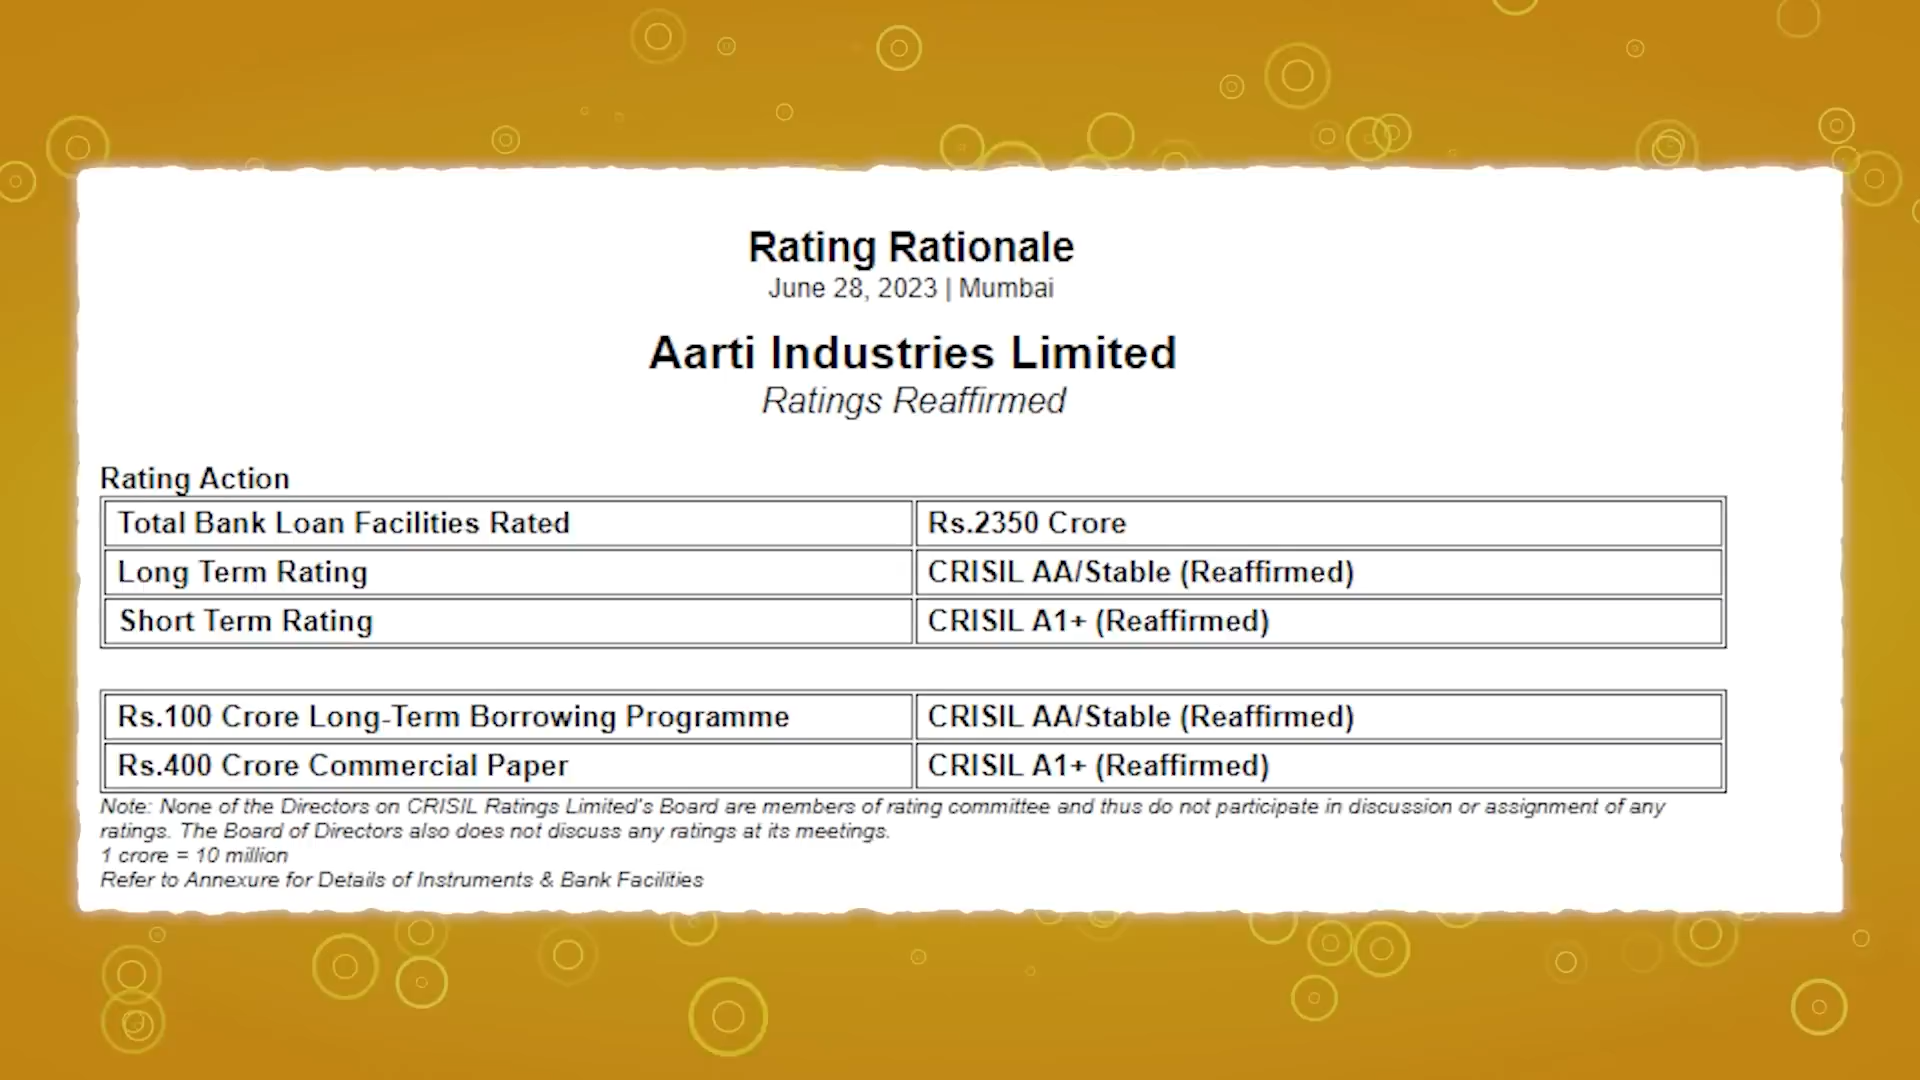 Rating Rationale
June 28, 2023 | Mumbai
Aarti Industries Limited
Ratings Reaffirmed
Rating Action
Total Bank Loan Facilities Rated Rs.2350 Crore
Long Term Rating CRISIL AA/Stable (Reaffirmed)
Short Term Rating CRISIL A1+ (Reaffirmed)
Rs.100 Crore Long-Term Borrowing Programme CRISIL AA/Stable (Reaffirmed)
Rs.400 Crore Commercial Paper CRISIL A1+ (Reaffirmed)
Note: None of the Directors on CRISIL Ratings Limited's Board are members of rating committee and thus do not participate in discussion or assignment of any
ratings. The Board of Directors also does not discuss any ratings at its meetings.
1 crore = 10 million
Refer to Annexure for Details of Instruments & Bank Facilities